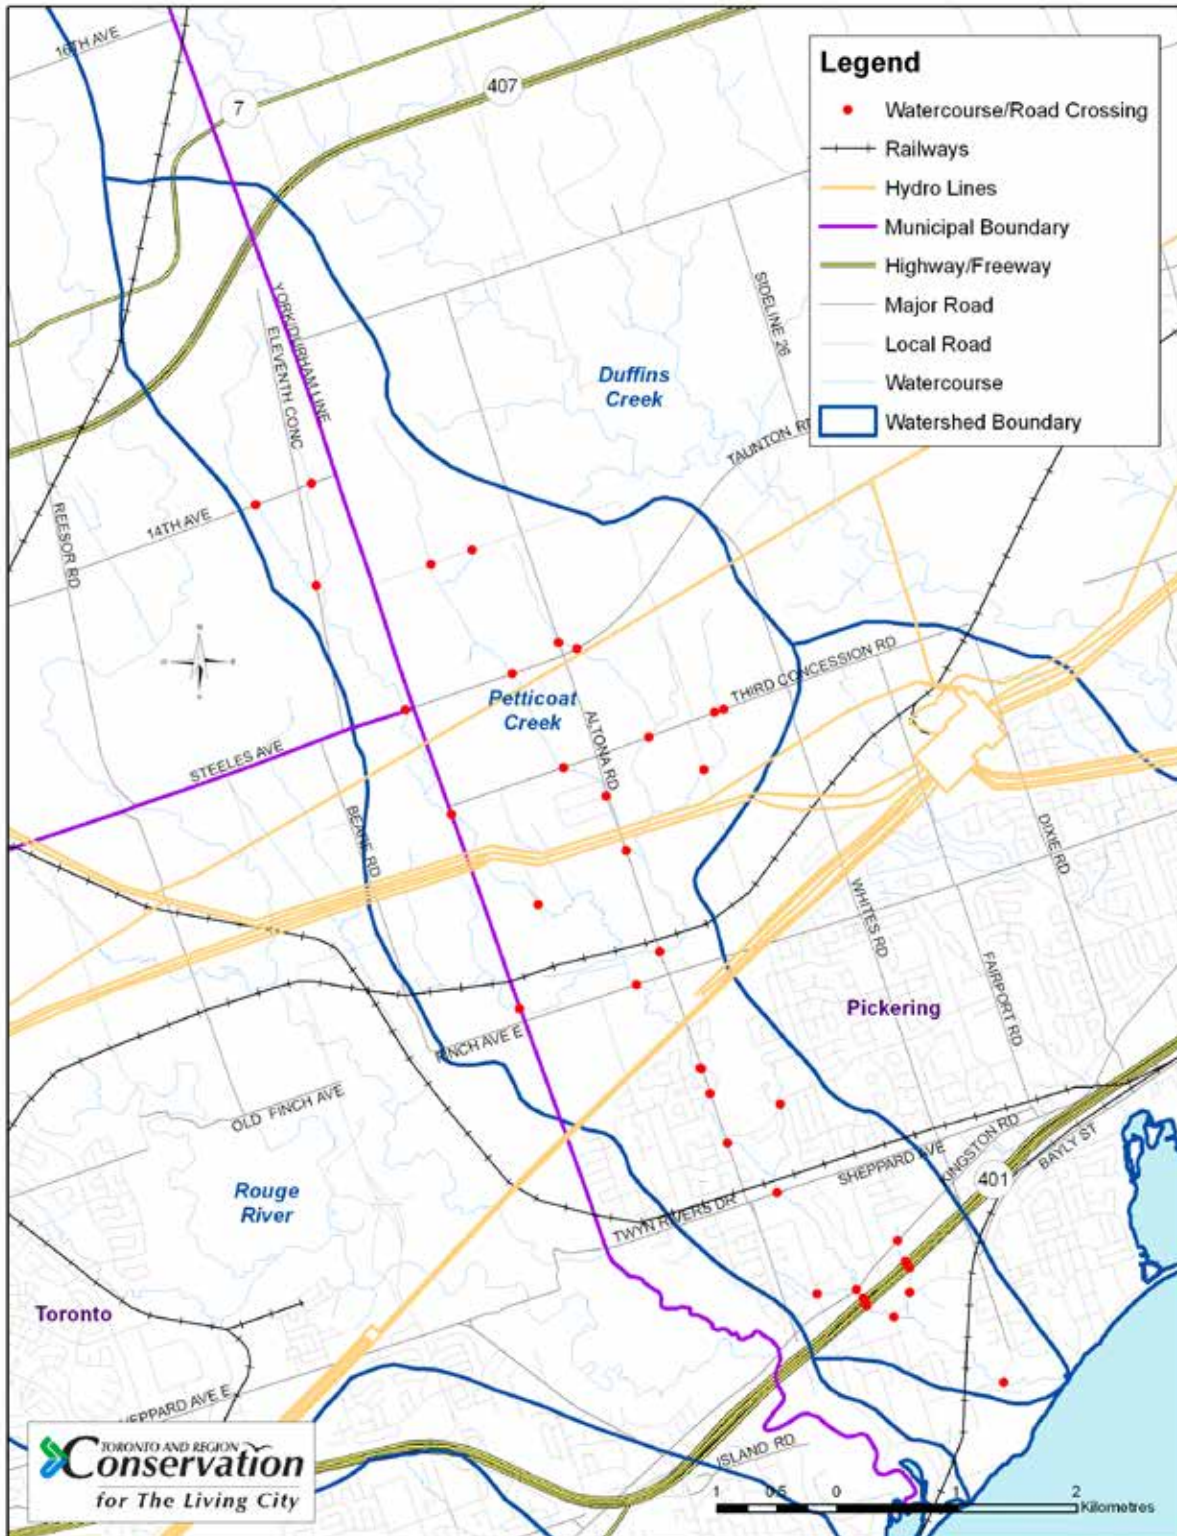 16TH AVE
7
407
Legend
Watercourse/Road Crossing
Railways
Hydro Lines
Municipal Boundary
Highway/Freeway
Major Road
Local Road
Watercourse
Watershed Boundary
YORK/DURHAM LINE
ELEVENTH CONC
SIDELINE 26
Duffins
Creek
TAUNTON RD
14TH AVE
REESOR RD
Petticoat
Creek
THIRD CONCESSION RD
ALTONA RD
STEELES AVE
BEARE RD
DIXIE RD
WHITES RD
FAIRPORT RD
Pickering
FINCH AVE E
OLD FINCH AVE
Rouge
River
TWYN RIVERS DR
SHEPPARD AVE
KINGSTON RD
401
BAYLY ST
Toronto
SHEPPARD AVE E
ISLAND RD
TORONTO AND REGION
Conservation
for The Living City
1 0.5 0 1 2
Kilometres